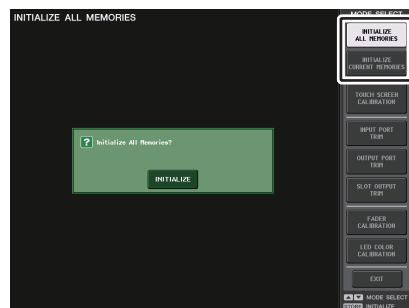 INITIALIZE ALL MEMORIES
MODE SELECT
INITIALIZE
ALL MEMORIES
INITIALIZE
CURRENT MEMORIES
TOUCH SCREEN
CALIBRATION
INPUT PORT
TRIM
OUTPUT PORT
TRIM
SLOT OUTPUT
TRIM
FADER
CALIBRATION
LED COLOR
CALIBRATION
EXIT
MODE SELECT
STORE INITIALIZE
? Initialize All Memories?
INITIALIZE